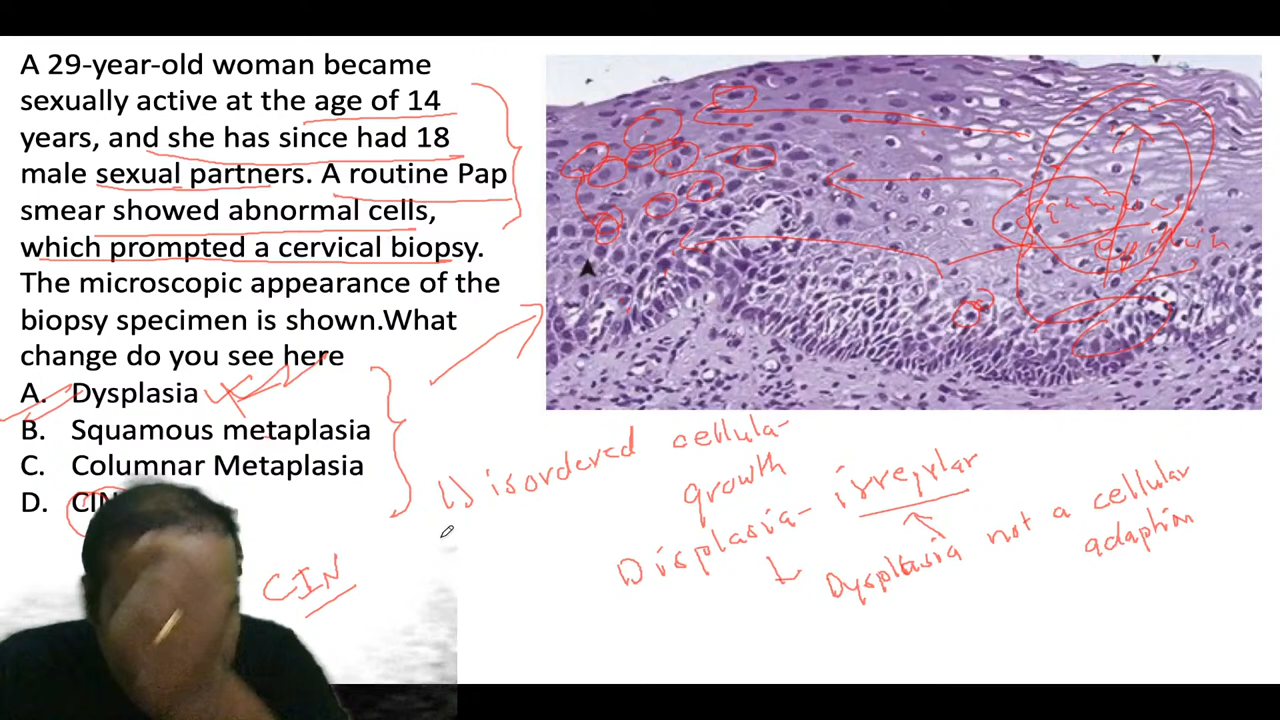 A 29-year-old woman became
sexually active at the age of 14
years, and she has since had 18
male sexual partners. A routine Pap
smear showed abnormal cells,
which prompted a cervical biopsy.
The microscopic appearance of the
biopsy specimen is shown.What
change do you see here
A. Dysplasia
B. Squamous metaplasia
C. Columnar Metaplasia
D. CIN
CIN
Disordered cellular
growth
Displasia - irregular
Dysplasia not a cellular
adaption
squamous